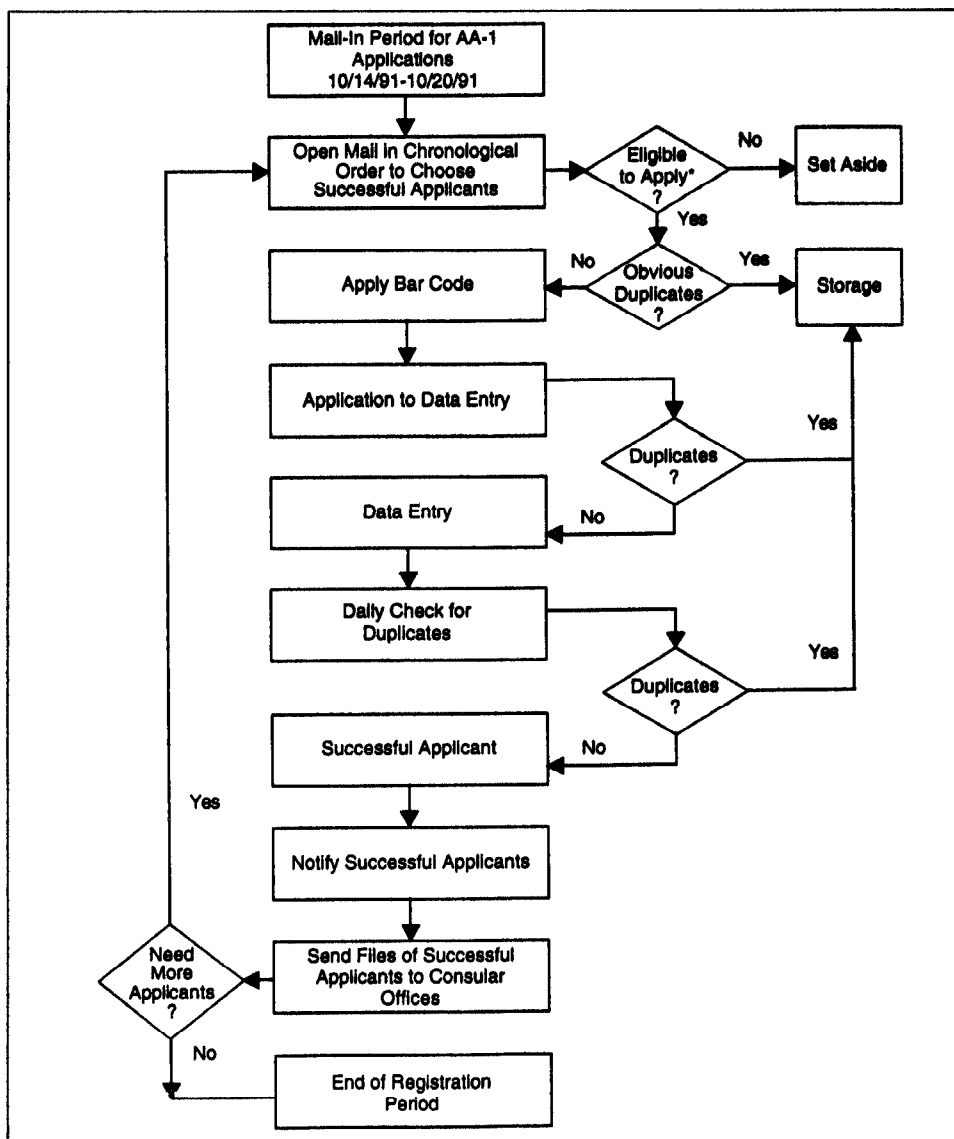 Mail-In Period for AA-1
Applications
10/14/91-10/20/91
Open Mail in Chronological
Order to Choose
Successful Applicants
Eligible
to Apply*
?
No
Set Aside
Yes
Obvious
Duplicates
?
Yes
Storage
No
Apply Bar Code
Application to Data Entry
Duplicates
?
Yes
No
Data Entry
Daily Check for
Duplicates
Duplicates
?
Yes
No
Successful Applicant
Notify Successful Applicants
Send Files of Successful
Applicants to Consular
Offices
Need
More
Applicants
?
Yes
No
End of Registration
Period